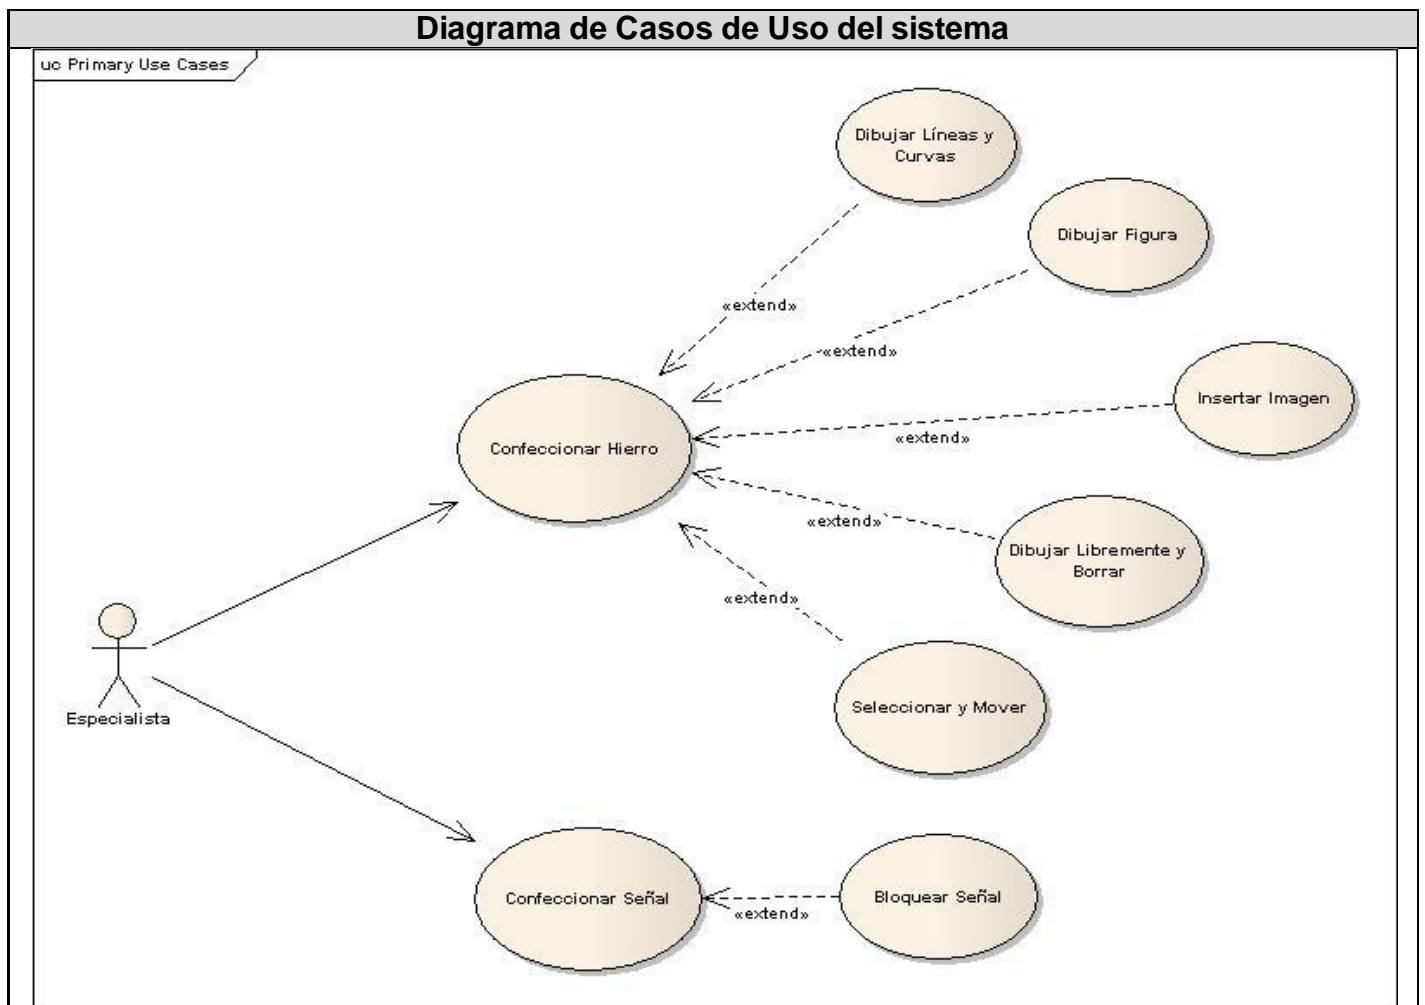 Diagrama de Casos de Uso del sistema
uc Primary Use Cases
Dibujar Líneas y
Curvas
Dibujar Figura
«extend»
«extend»
Insertar Imagen
«extend»
Confeccionar Hierro
«extend»
Dibujar Libremente y
Borrar
«extend»
Seleccionar y Mover
Especialista
Confeccionar Señal
Bloquear Señal
«extend»